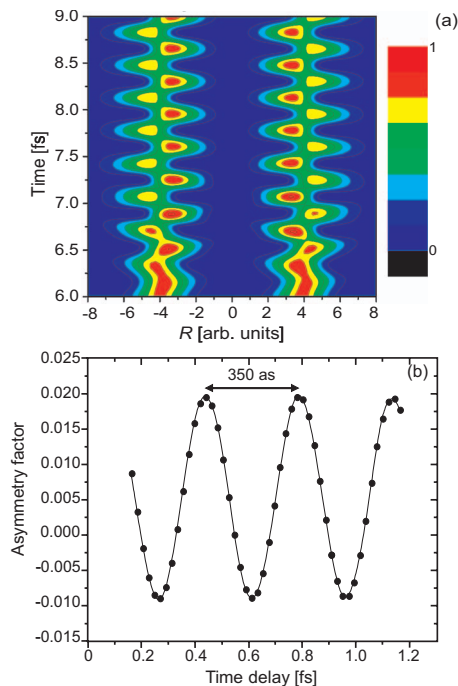 (a)
9.0
8.5
8.0
7.5
7.0
6.5
6.0
Time [fs]
1
0
-8 -6 -4 -2 0 2 4 6 8
R [arb. units]
(b)
350 as
0.025
0.020
0.015
0.010
0.005
0.000
-0.005
-0.010
-0.015
Asymmetry factor
0 0.2 0.4 0.6 0.8 1.0 1.2
Time delay [fs]